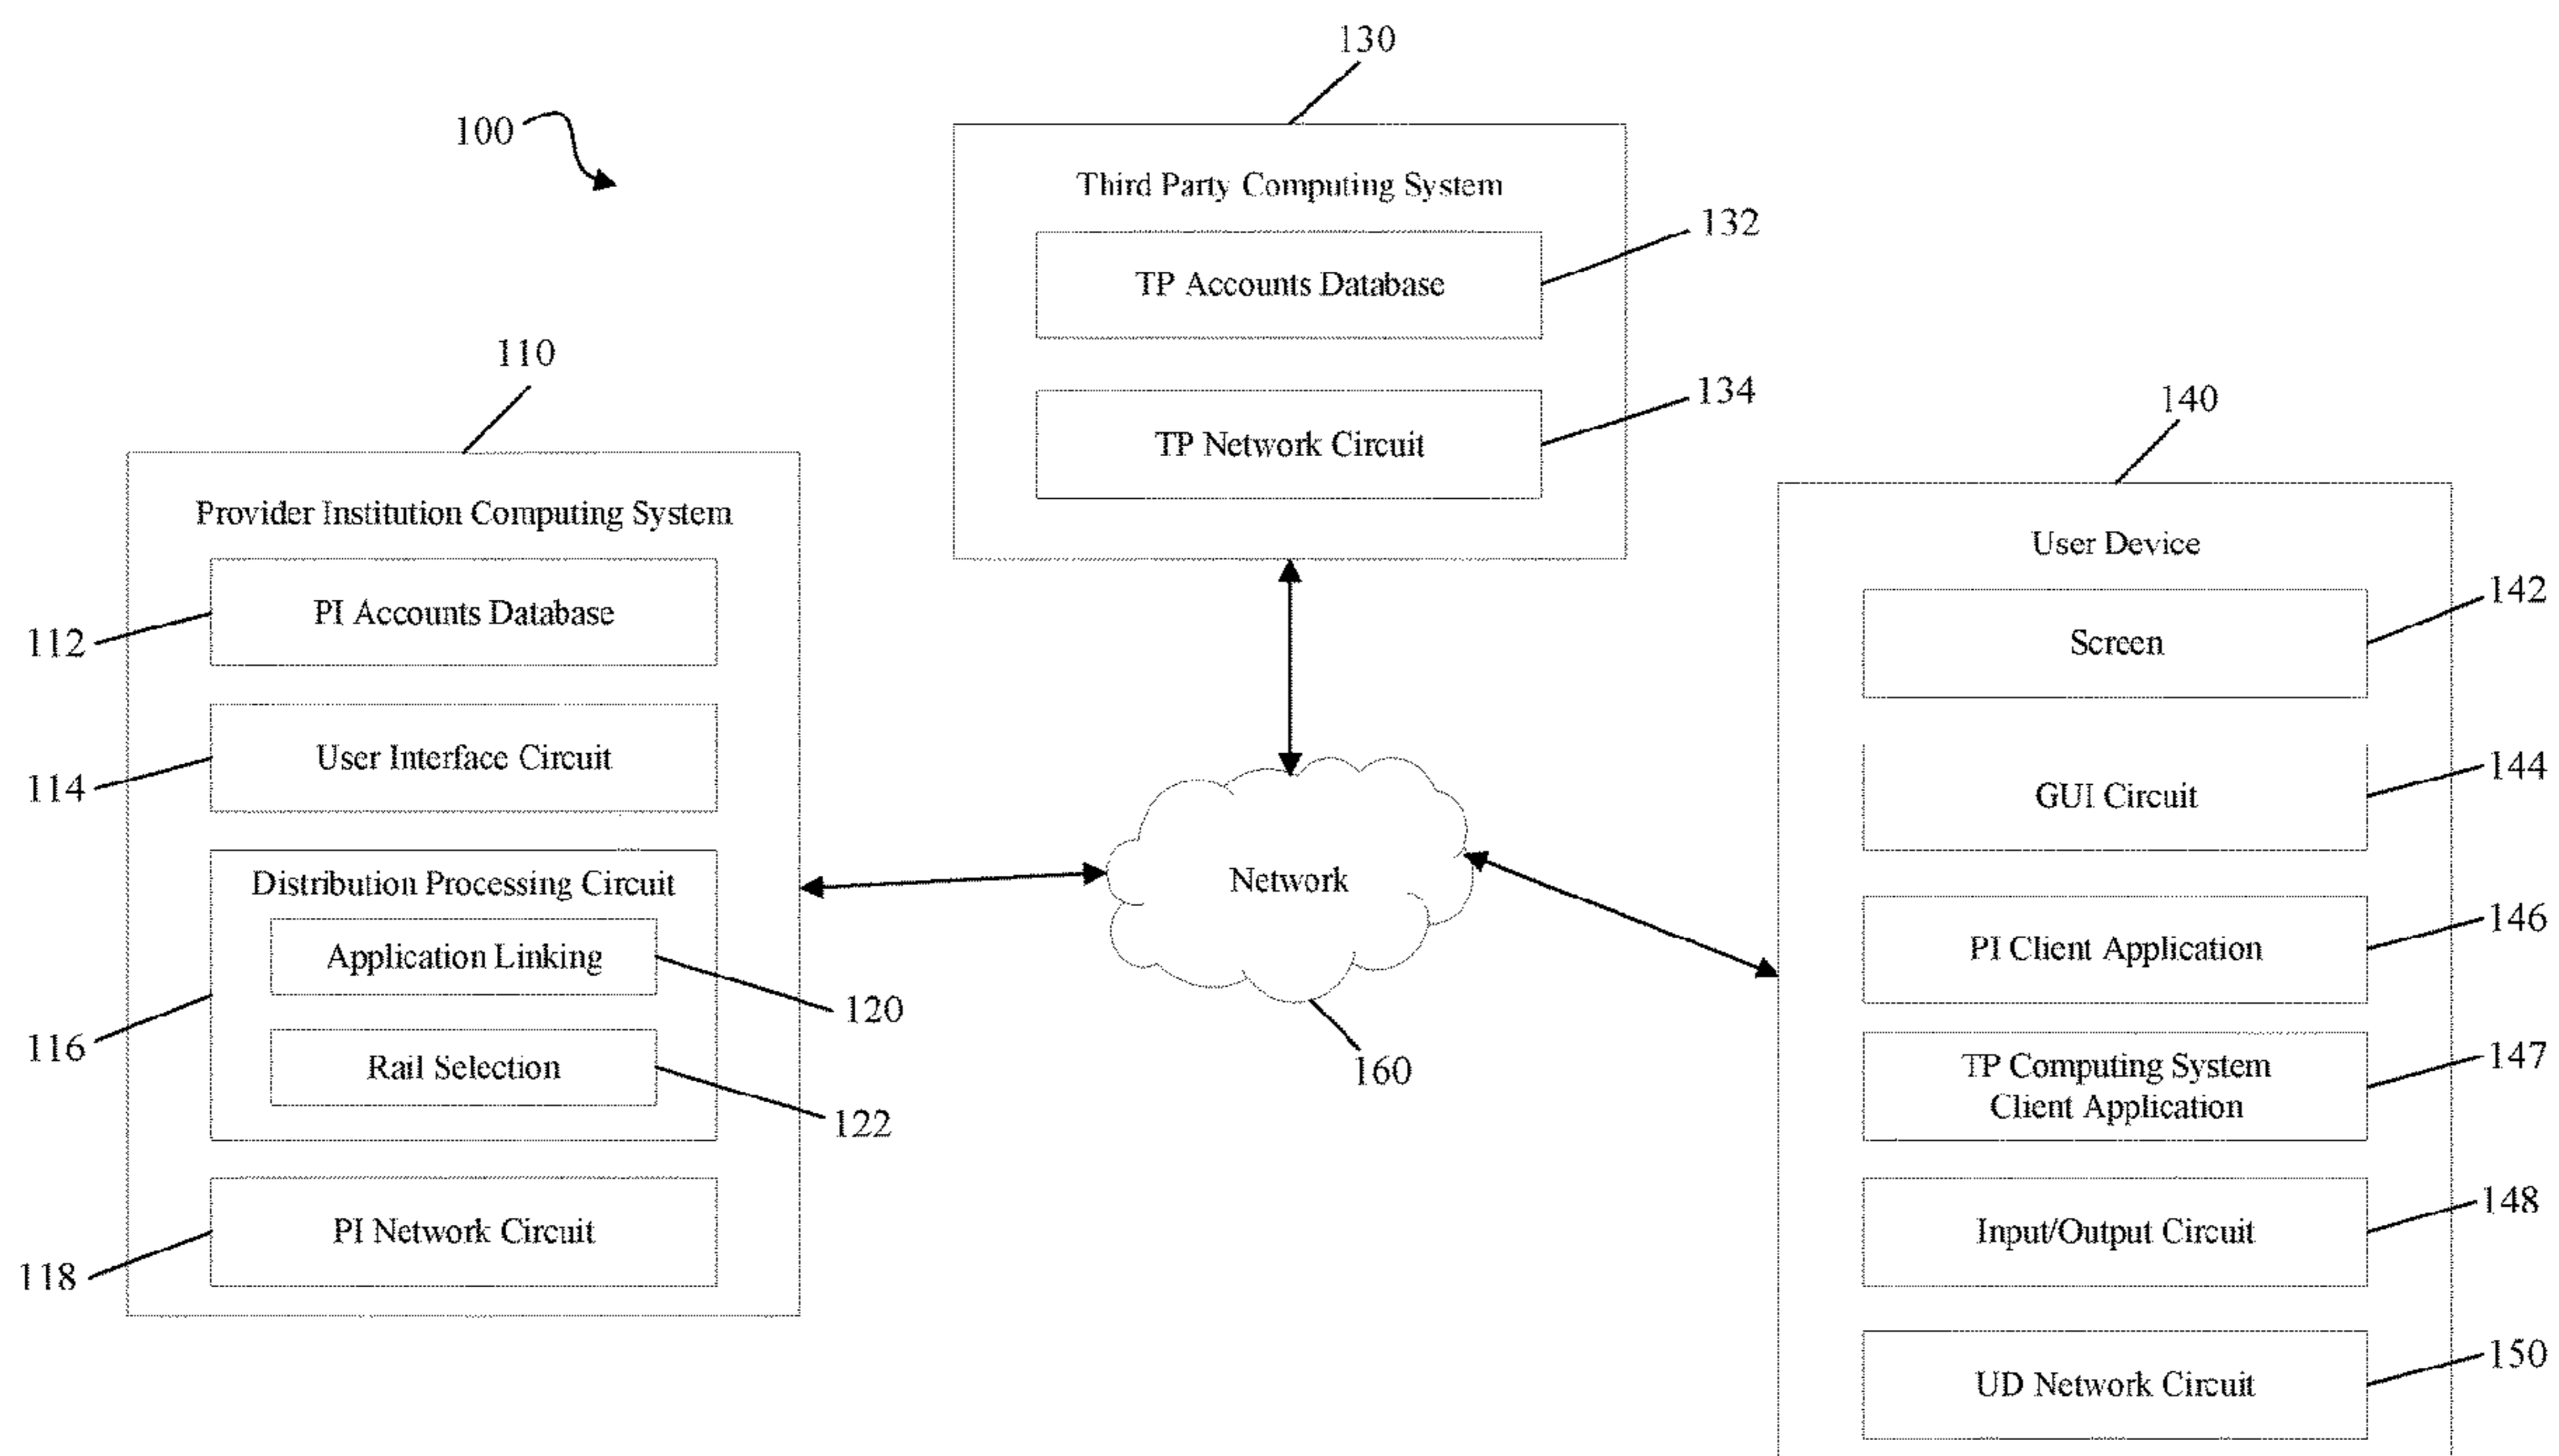 130
100
Third Party Computing System
132
TP Accounts Database
134
TP Network Circuit
110
Provider Institution Computing System
PI Accounts Database
112
User Interface Circuit
114
Distribution Processing Circuit
Application Linking
120
116
Rail Selection
122
PI Network Circuit
118
Network
160
140
User Device
142
Screen
144
GUI Circuit
146
PI Client Application
147
TP Computing System
Client Application
148
Input/Output Circuit
150
UD Network Circuit